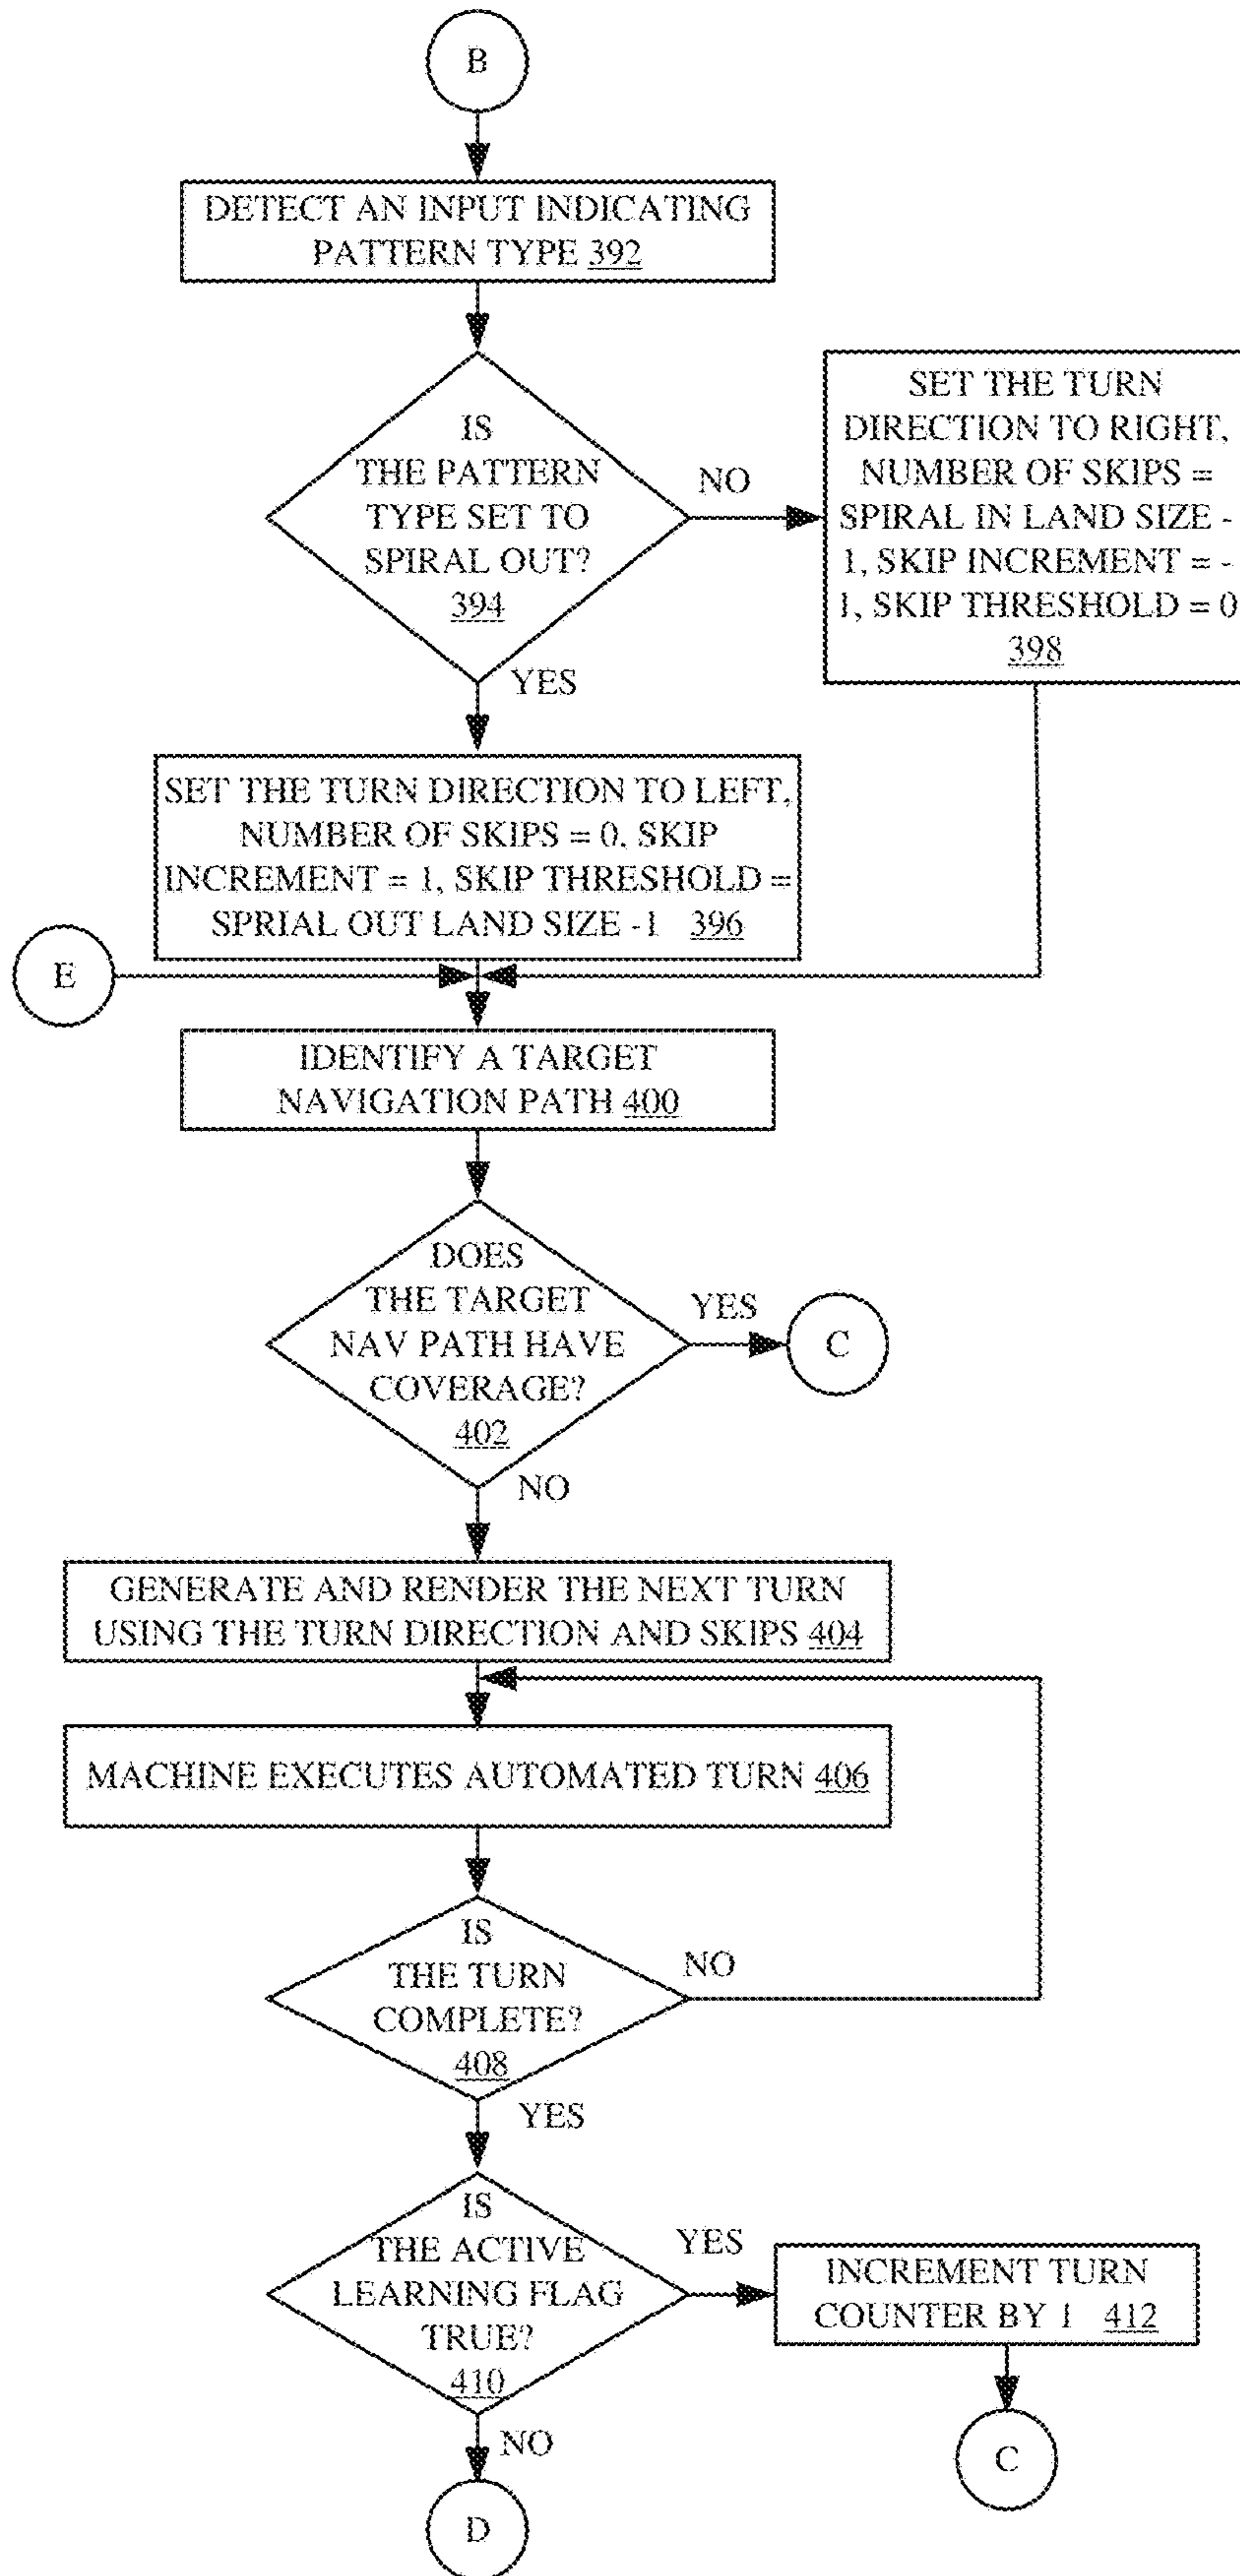 B
DETECT AN INPUT INDICATING
PATTERN TYPE 392
IS
THE PATTERN
TYPE SET TO
SPIRAL OUT?
394
NO
SET THE TURN
DIRECTION TO RIGHT,
NUMBER OF SKIPS =
SPIRAL IN LAND SIZE -
1, SKIP INCREMENT = -
1, SKIP THRESHOLD = 0
398
YES
SET THE TURN DIRECTION TO LEFT,
NUMBER OF SKIPS = 0, SKIP
INCREMENT = 1, SKIP THRESHOLD =
SPRIAL OUT LAND SIZE -1 396
E
IDENTIFY A TARGET
NAVIGATION PATH 400
DOES
THE TARGET
NAV PATH HAVE
COVERAGE?
402
YES
C
NO
GENERATE AND RENDER THE NEXT TURN
USING THE TURN DIRECTION AND SKIPS 404
MACHINE EXECUTES AUTOMATED TURN 406
IS
THE TURN
COMPLETE?
408
NO
YES
IS
THE ACTIVE
LEARNING FLAG
TRUE?
410
YES
INCREMENT TURN
COUNTER BY 1 412
C
NO
D